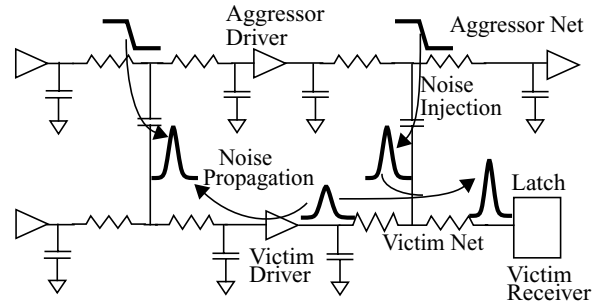 Aggressor
Driver
Aggressor Net
Noise
Injection
Noise
Propagation
Latch
Victim Net
Victim
Driver
Victim
Receiver